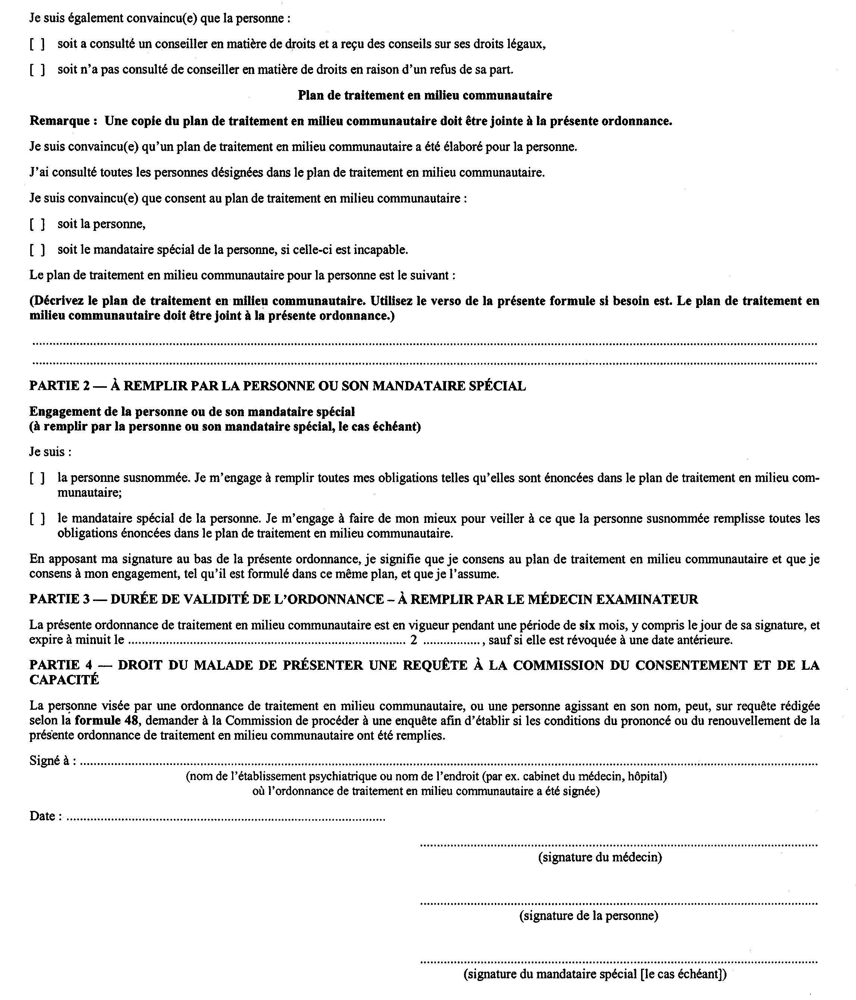 Je suis également convaincu(e) que la personne :
[ ] soit a consulté un conseiller en matière de droits et a reçu des conseils sur ses droits légaux,
[ ] soit n'a pas consulté de conseiller en matière de droits en raison d'un refus de sa part.
Plan de traitement en milieu communautaire
Remarque : Une copie du plan de traitement en milieu communautaire doit être jointe à la présente ordonnance.
Je suis convaincu(e) qu'un plan de traitement en milieu communautaire a été élaboré pour la personne.
J'ai consulté toutes les personnes désignées dans le plan de traitement en milieu communautaire.
Je suis convaincu(e) que consent au plan de traitement en milieu communautaire :
[ ] soit la personne,
[ ] soit le mandataire spécial de la personne, si celle-ci est incapable.
Le plan de traitement en milieu communautaire pour la personne est le suivant :
(Décrivez le plan de traitement en milieu communautaire. Utilisez le verso de la présente formule si besoin est. Le plan de traitement en
milieu communautaire doit être joint à la présente ordonnance.)
PARTIE 2 — À REMPLIR PAR LA PERSONNE OU SON MANDATAIRE SPÉCIAL
Engagement de la personne ou de son mandataire spécial
(à remplir par la personne ou son mandataire spécial, le cas échéant)
Je suis :
[ ] la personne susnommée. Je m'engage à remplir toutes mes obligations telles qu'elles sont énoncées dans le plan de traitement en milieu com-
munautaire;
[ ] le mandataire spécial de la personne. Je m'engage à faire de mon mieux pour veiller à ce que la personne susnommée remplisse toutes les
obligations énoncées dans le plan de traitement en milieu communautaire.
En apposant ma signature au bas de la présente ordonnance, je signifie que je consens au plan de traitement en milieu communautaire et que je
consens à mon engagement, tel qu'il est formulé dans ce même plan, et que je l'assume.
PARTIE 3 — DURÉE DE VALIDITÉ DE L'ORDONNANCE – À REMPLIR PAR LE MÉDECIN EXAMINATEUR
La présente ordonnance de traitement en milieu communautaire est en vigueur pendant une période de six mois, y compris le jour de sa signature, et
expire à minuit le .................................................................................. 2 ................. , sauf si elle est révoquée à une date antérieure.
PARTIE 4 — DROIT DU MALADE DE PRÉSENTER UNE REQUÊTE À LA COMMISSION DU CONSENTEMENT ET DE LA
CAPACITÉ
La personne visée par une ordonnance de traitement en milieu communautaire, ou une personne agissant en son nom, peut, sur requête rédigée
selon la formule 48, demander à la Commission de procéder à une enquête afin d'établir si les conditions du prononcé ou du renouvellement de la
présente ordonnance de traitement en milieu communautaire ont été remplies.
Signé à : ..........................................................................................
(nom de l'établissement psychiatrique ou nom de l'endroit (par ex. cabinet du médecin, hôpital)
où l'ordonnance de traitement en milieu communautaire a été signée)
Date : ..........................................................................................
(signature du médecin)
(signature de la personne)
(signature du mandataire spécial [le cas échéant])